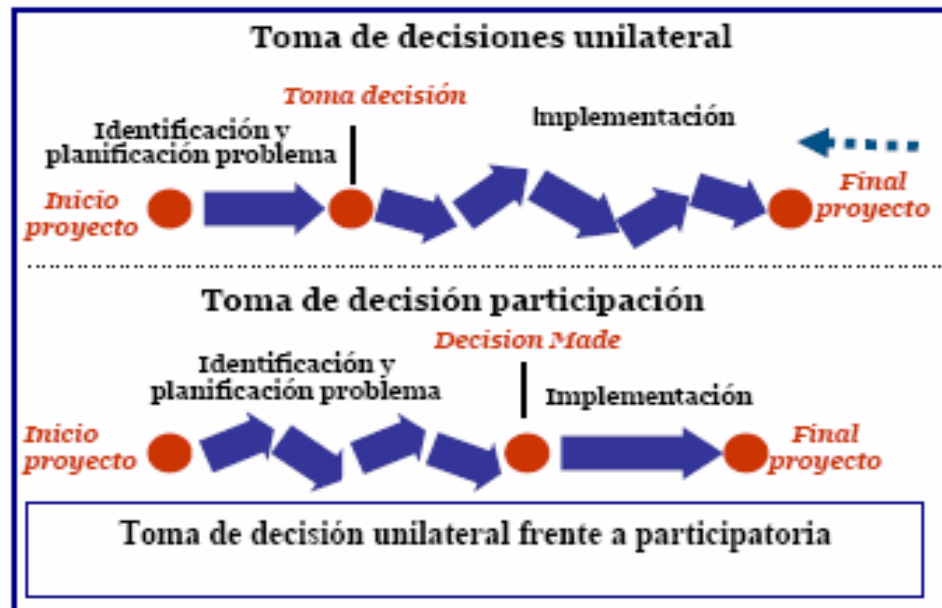 Toma de decisiones unilateral
Toma decisión
Identificación y
planificación problema
Implementación
Inicio
proyecto
Final
proyecto
Toma de decisión participación
Decision Made
Identificación y
planificación problema
Implementación
Inicio
proyecto
Final
proyecto
Toma de decisión unilateral frente a participatoria